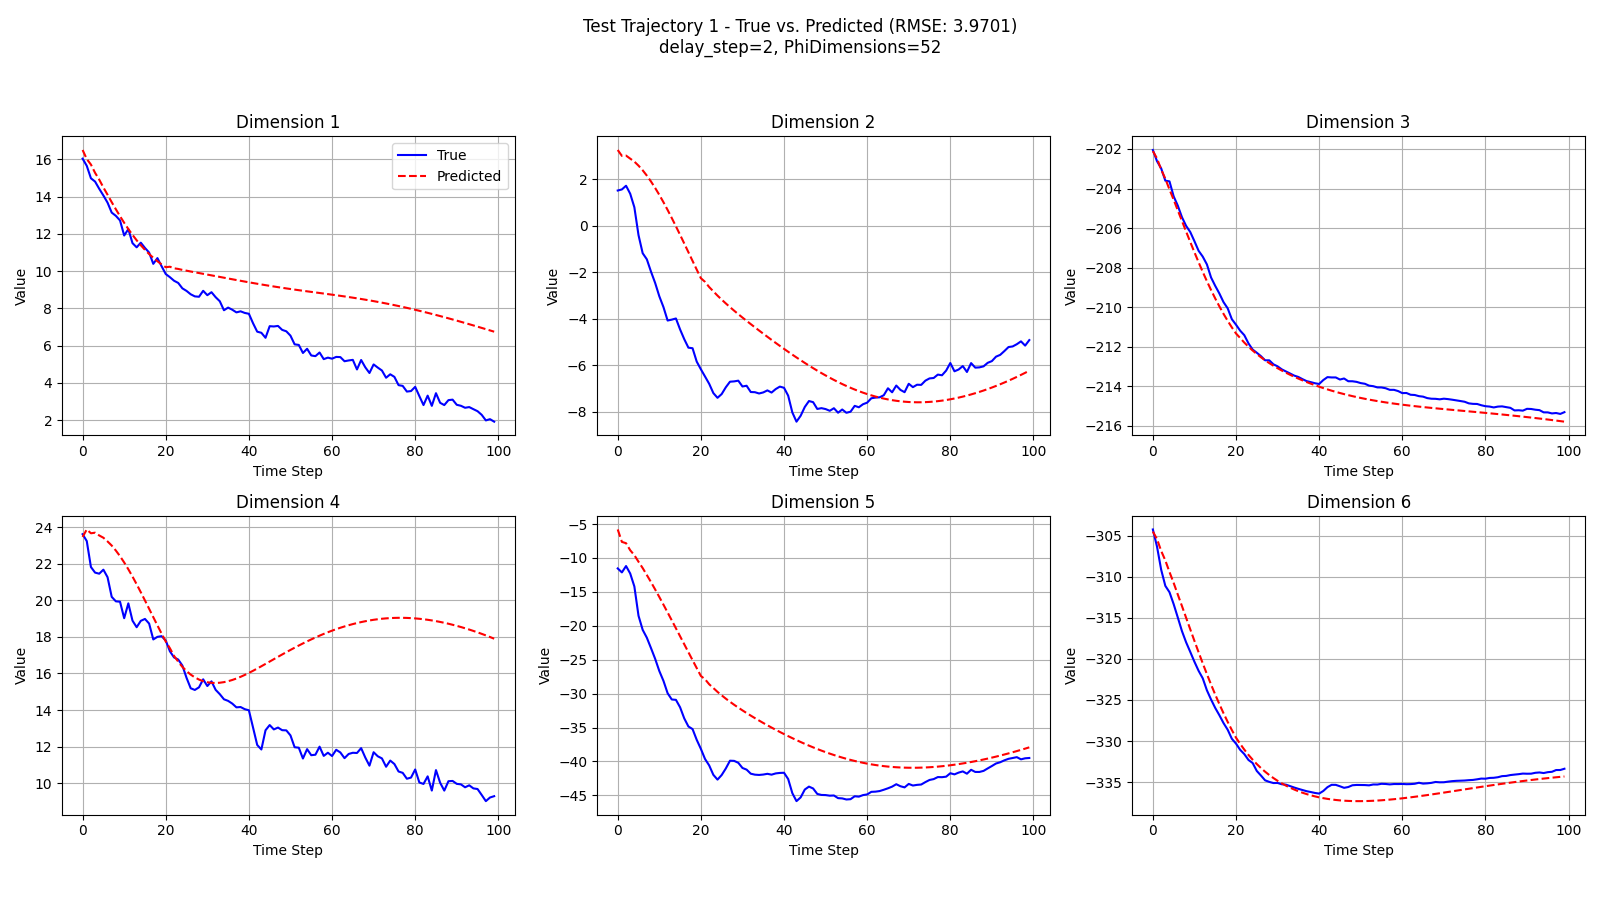 Test Trajectory 1 - True vs. Predicted (RMSE: 3.9701)
delay_step=2, PhiDimensions=52
Dimension 1
Value
16
14
12
10
8
6
4
2
0 20 40 60 80 100
Time Step
True
Predicted
Dimension 2
Value
2
0
−2
−4
−6
−8
0 20 40 60 80 100
Time Step
Dimension 3
Value
−202
−204
−206
−208
−210
−212
−214
−216
0 20 40 60 80 100
Time Step
Dimension 4
Value
24
22
20
18
16
14
12
10
0 20 40 60 80 100
Time Step
Dimension 5
Value
−5
−10
−15
−20
−25
−30
−35
−40
−45
0 20 40 60 80 100
Time Step
Dimension 6
Value
−305
−310
−315
−320
−325
−330
−335
0 20 40 60 80 100
Time Step